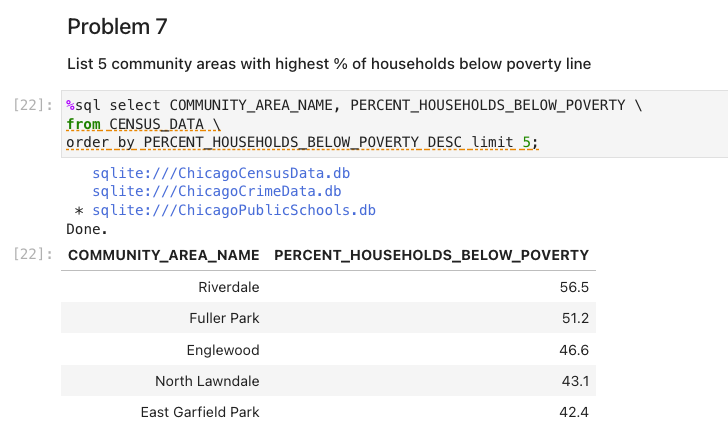 Problem 7
List 5 community areas with highest % of households below poverty line
[22]: %sql select COMMUNITY_AREA_NAME, PERCENT_HOUSEHOLDS_BELOW_POVERTY \
from CENSUS_DATA \
order by PERCENT_HOUSEHOLDS_BELOW_POVERTY DESC limit 5;
sqlite:///ChicagoCensusData.db
sqlite:///ChicagoCrimeData.db
* sqlite:///ChicagoPublicSchools.db
Done.
[22]: COMMUNITY_AREA_NAME PERCENT_HOUSEHOLDS_BELOW_POVERTY
Riverdale 56.5
Fuller Park 51.2
Englewood 46.6
North Lawndale 43.1
East Garfield Park 42.4